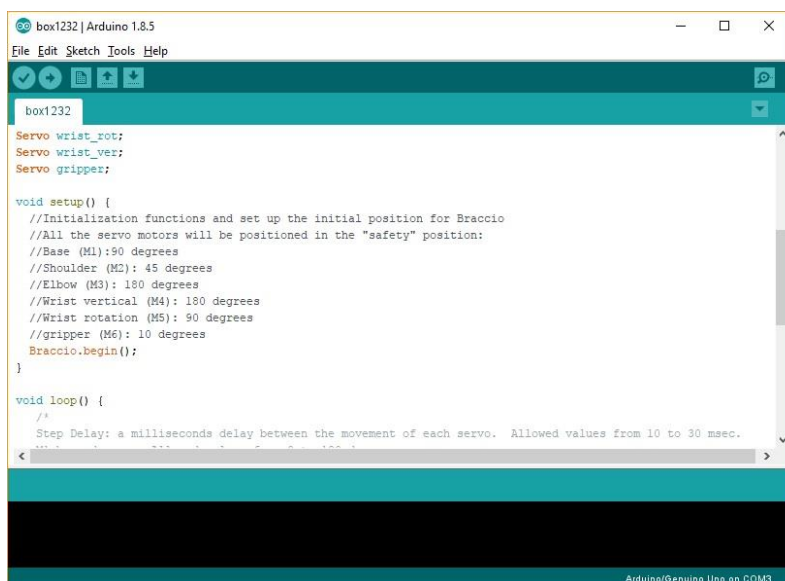 box1232 | Arduino 1.8.5
File Edit Sketch Tools Help
box1232
Servo wrist_rot;
Servo wrist_ver;
Servo gripper;
void setup() {
//Initialization functions and set up the initial position for Braccio
//All the servo motors will be positioned in the "safety" position:
//Base (M1):90 degrees
//Shoulder (M2): 45 degrees
//Elbow (M3): 180 degrees
//Wrist vertical (M4): 180 degrees
//Wrist rotation (M5): 90 degrees
//gripper (M6): 10 degrees
Braccio.begin();
}
void loop() {
/*
Step Delay: a milliseconds delay between the movement of each servo.  Allowed values from 10 to 30 msec.
Arduino/Genuino Uno on COM3